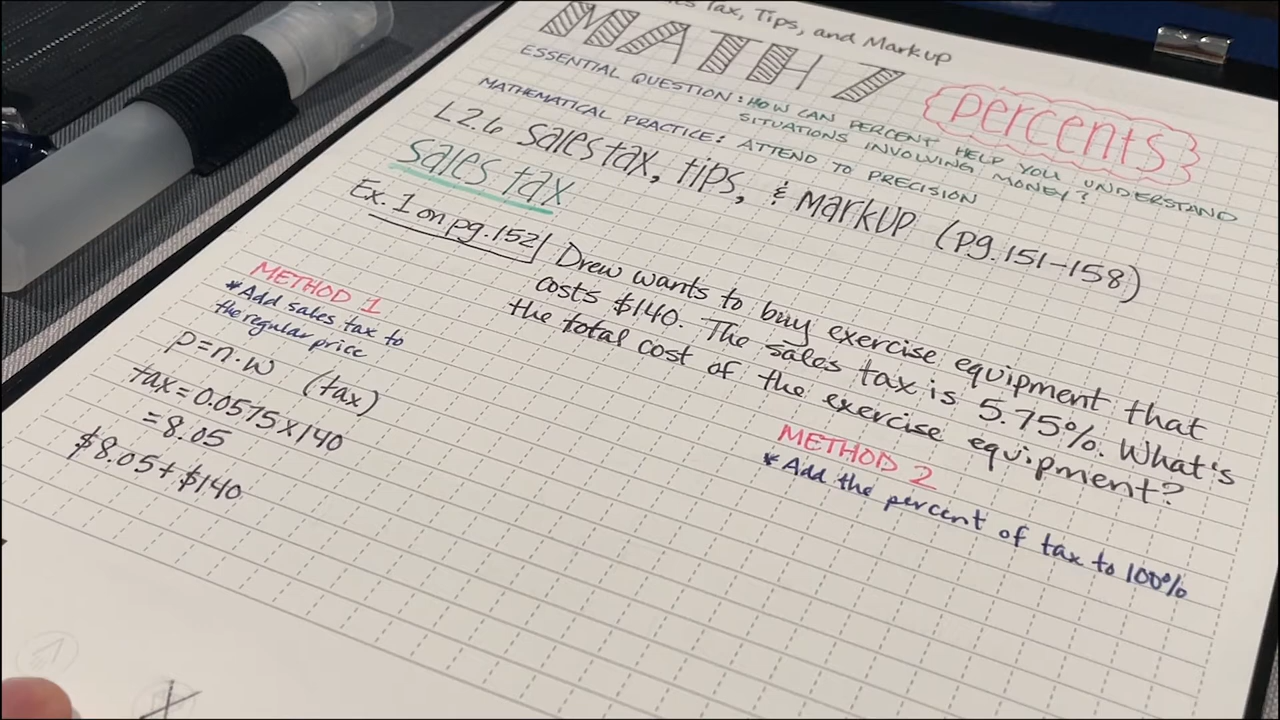 Tax, Tips, and Markup
MATH 7
percents
ESSENTIAL QUESTION: HOW CAN PERCENT HELP YOU UNDERSTAND
SITUATIONS INVOLVING MONEY?
MATHEMATICAL PRACTICE: ATTEND TO PRECISION
L2.6 sales tax, tips, & MARKUP (pg. 151-158)
sales tax
Ex. 1 on pg. 152
Drew wants to buy exercise equipment that
costs $140. The sales tax is 5.75%. What's
the total cost of the exercise equipment?
METHOD 1
*Add sales tax to
the regular price
p=n·w (tax)
tax=0.0575×140
=8.05
$8.05+$140
METHOD 2
*Add the percent of tax to 100%